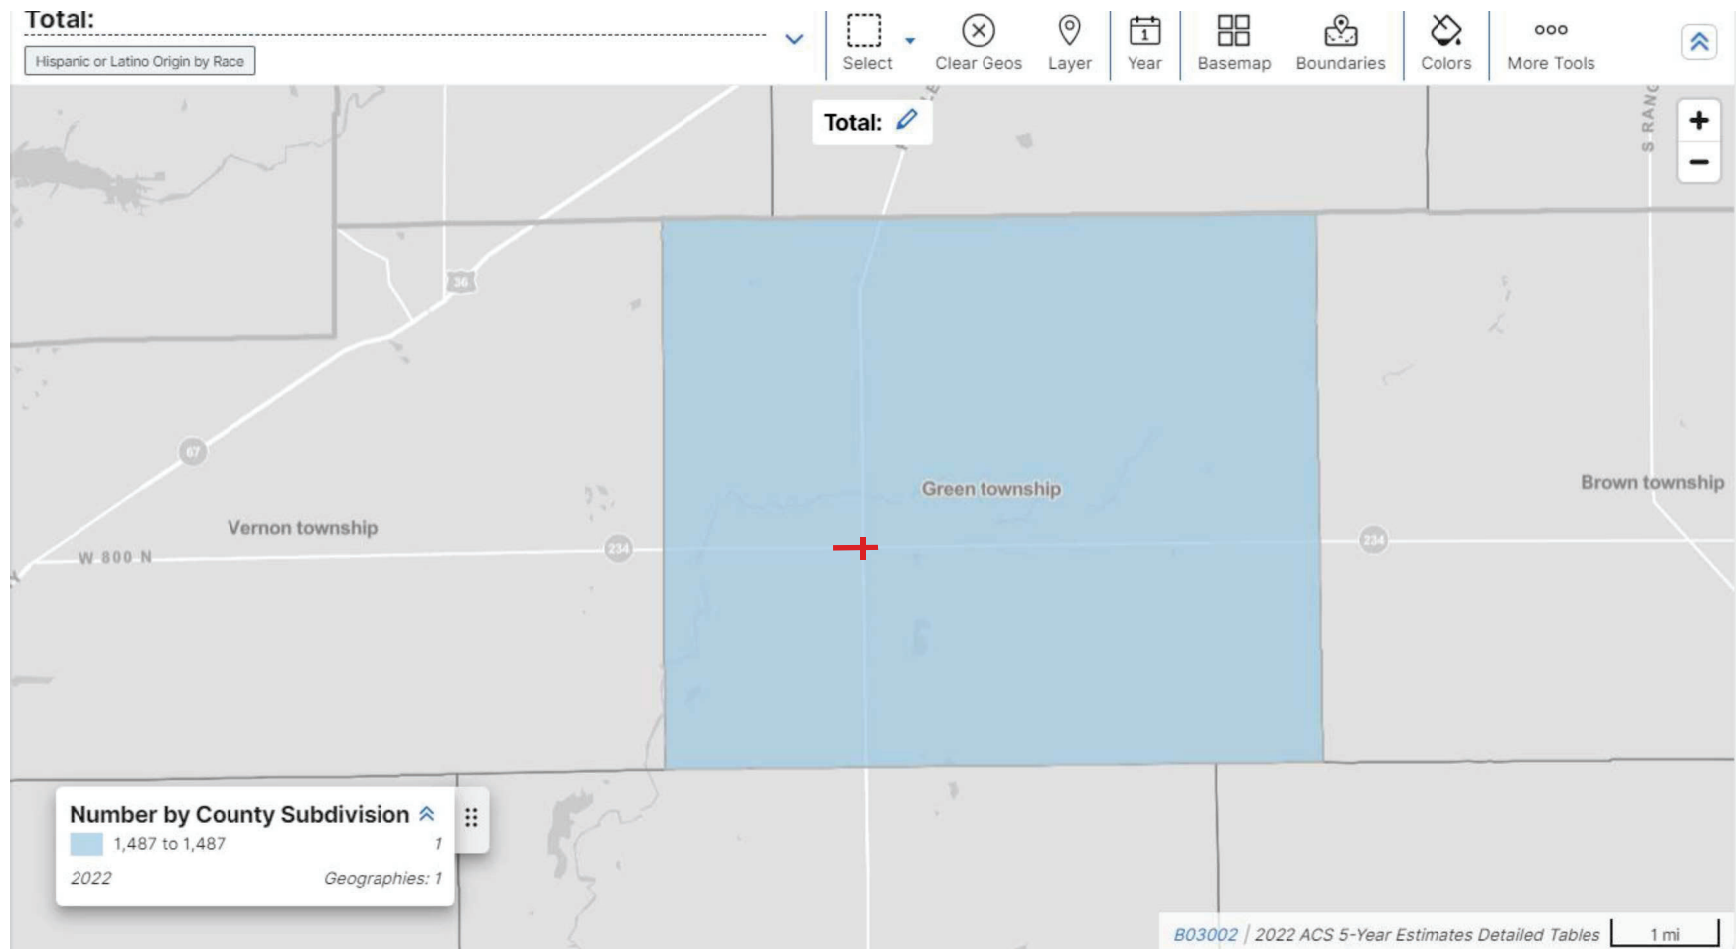 Total:
Hispanic or Latino Origin by Race
Select
Clear Geos
Layer
1
Year
Basemap
Boundaries
Colors
More Tools
Total:
S RANG
36
67
Green township
Brown township
Vernon township
W 800 N
234
234
Number by County Subdivision
1,487 to 1,487 1
2022 Geographies: 1
B03002 | 2022 ACS 5-Year Estimates Detailed Tables
1 mi